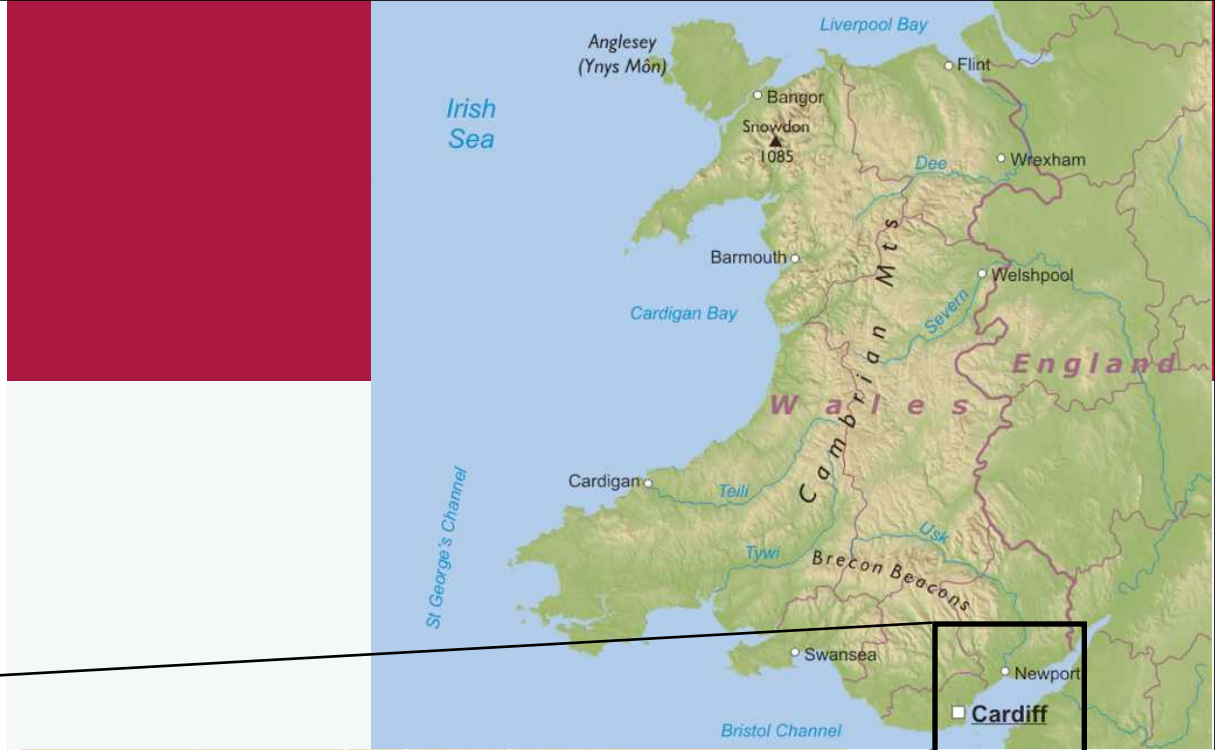 Liverpool Bay
Anglesey
(Ynys Môn)
Flint
Bangor
Irish
Sea
Snowdon
1085
Wrexham
Dee
Barmouth
Cambrian Mts
Welshpool
Cardigan Bay
Severn
England
Wales
Cardigan
Teili
St George's Channel
Usk
Tywi
Brecon Beacons
Swansea
Newport
Cardiff
Bristol Channel